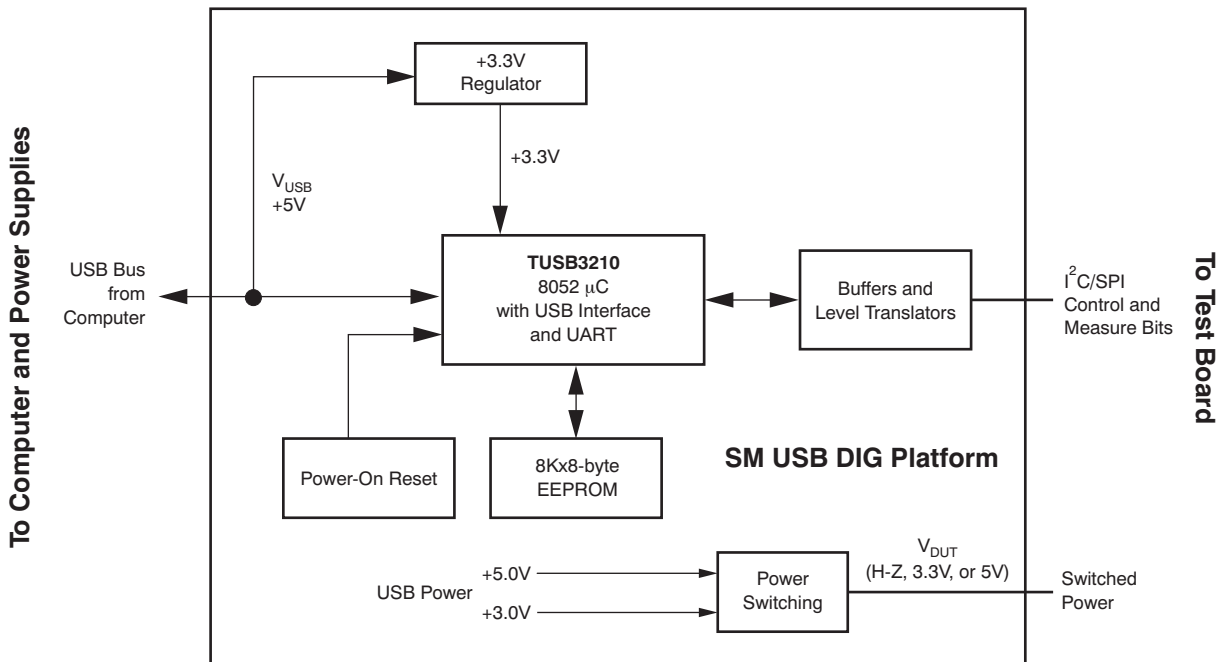 +3.3V
Regulator
+3.3V
V_USB
+5V
To Computer and Power Supplies
USB Bus
from
Computer
TUSB3210
8052 μC
with USB Interface
and UART
Buffers and
Level Translators
I²C/SPI
Control and
Measure Bits
To Test Board
Power-On Reset
8Kx8-byte
EEPROM
SM USB DIG Platform
USB Power
+5.0V
+3.0V
Power
Switching
V_DUT
(H-Z, 3.3V, or 5V)
Switched
Power